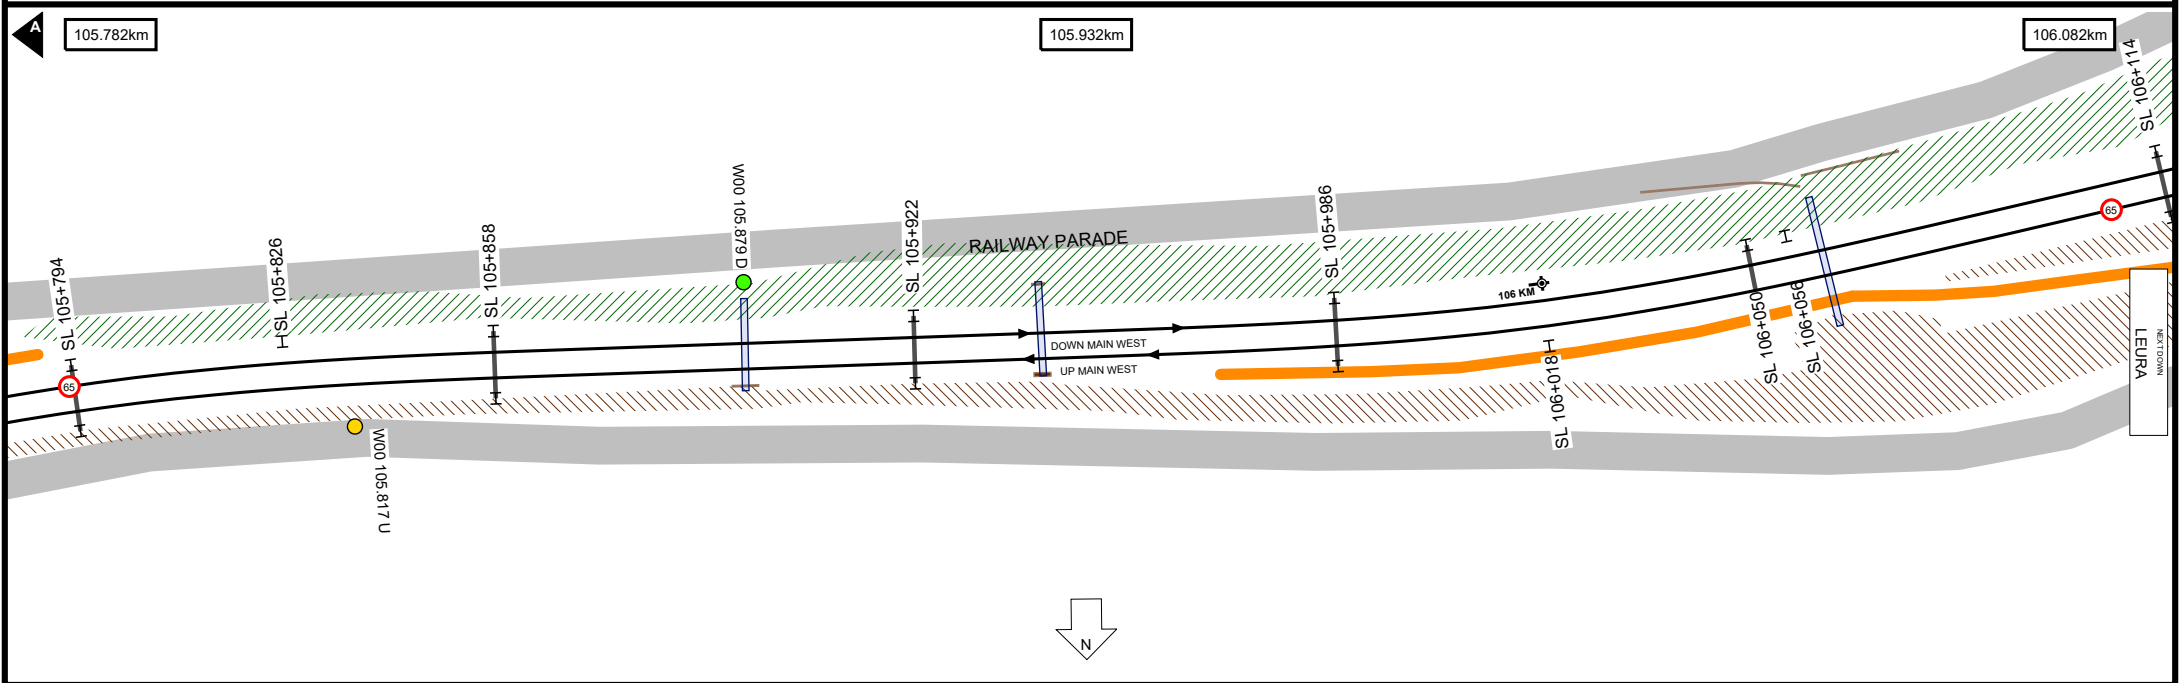 A
105.782km
105.932km
106.082km
SL 105+794
SL 105+826
SL 105+858
W00 105.879 D
SL 105+922
RAILWAY PARADE
SL 105+986
SL 106+114
106 KM
65
65
DOWN MAIN WEST
UP MAIN WEST
W00 105.817 U
SL 106+018
SL 106+050
SL 106+056
NEXT DOWN
LEURA
N